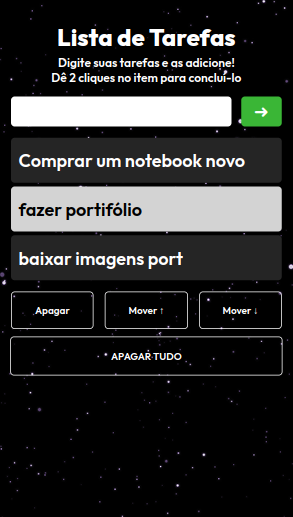 Lista de Tarefas
Digite suas tarefas e as adicione!
Dê 2 cliques no item para concluí-lo
➜
Comprar um notebook novo
fazer portifólio
baixar imagens port
Apagar
Mover ↑
Mover ↓
APAGAR TUDO